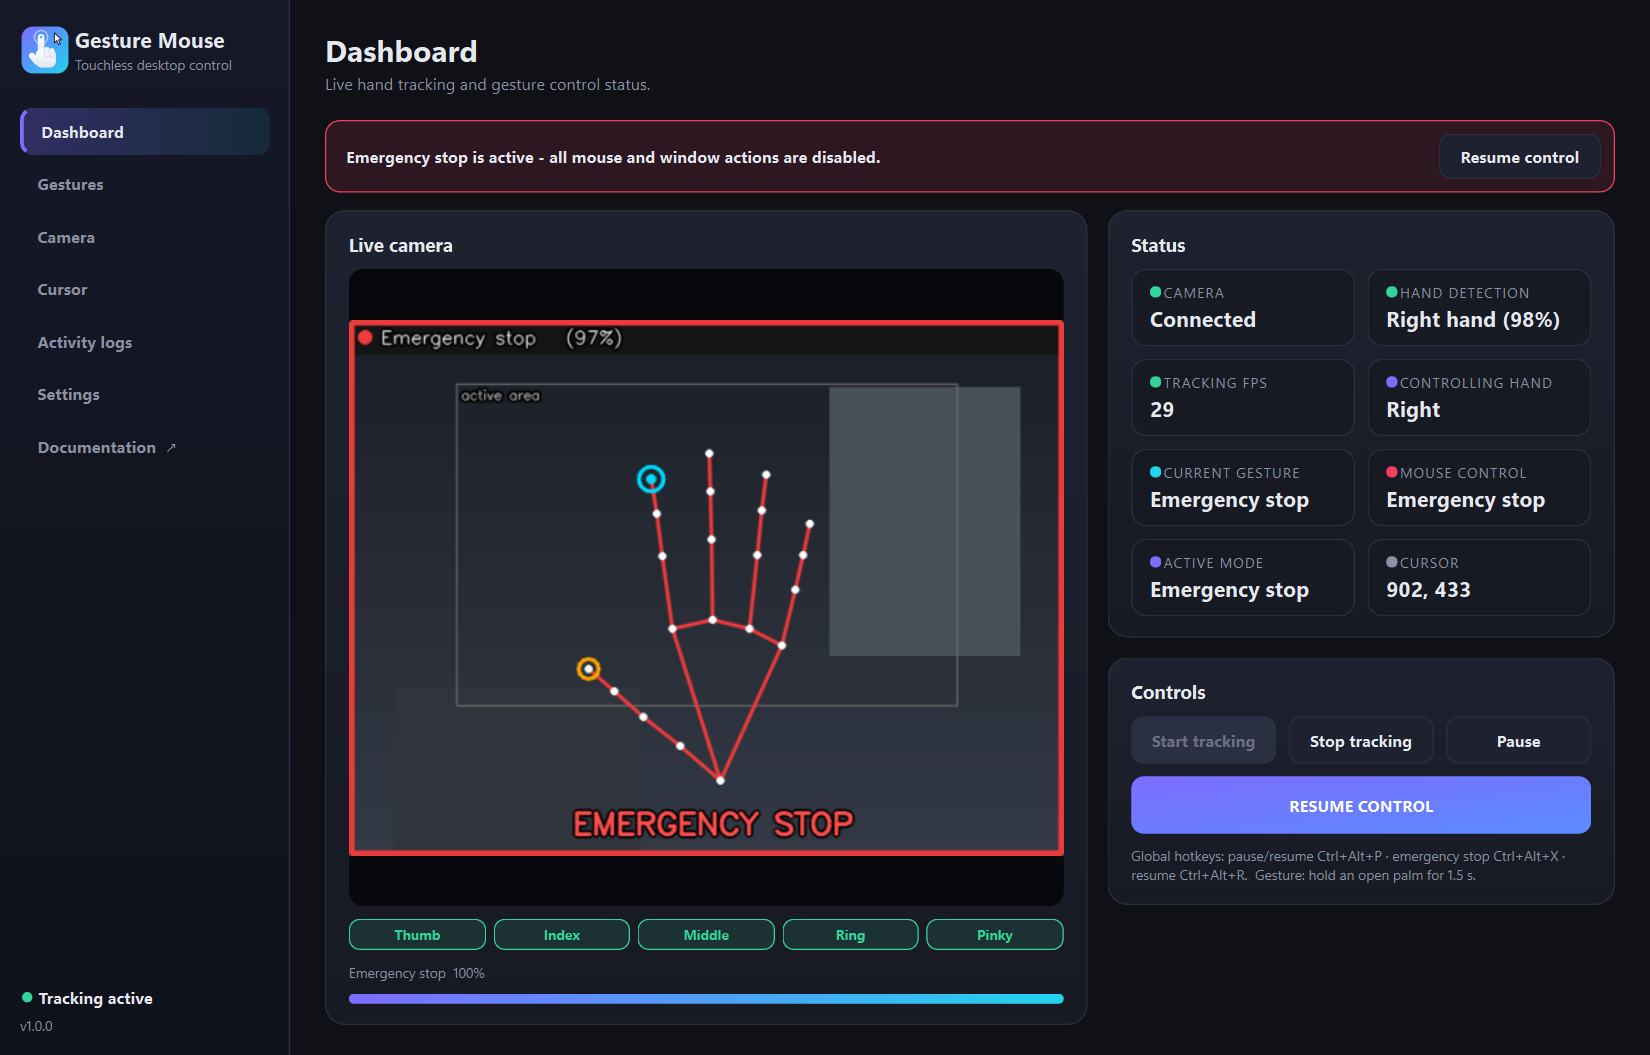 Gesture Mouse
Touchless desktop control
Dashboard
Gestures
Camera
Cursor
Activity logs
Settings
Documentation ↗
Tracking active
v1.0.0
Dashboard
Live hand tracking and gesture control status.
Emergency stop is active - all mouse and window actions are disabled.
Resume control
Live camera
Emergency stop (97%)
active area
EMERGENCY STOP
Thumb
Index
Middle
Ring
Pinky
Emergency stop 100%
Status
CAMERA
Connected
HAND DETECTION
Right hand (98%)
TRACKING FPS
29
CONTROLLING HAND
Right
CURRENT GESTURE
Emergency stop
MOUSE CONTROL
Emergency stop
ACTIVE MODE
Emergency stop
CURSOR
902, 433
Controls
Start tracking
Stop tracking
Pause
RESUME CONTROL
Global hotkeys: pause/resume Ctrl+Alt+P · emergency stop Ctrl+Alt+X ·
resume Ctrl+Alt+R. Gesture: hold an open palm for 1.5 s.